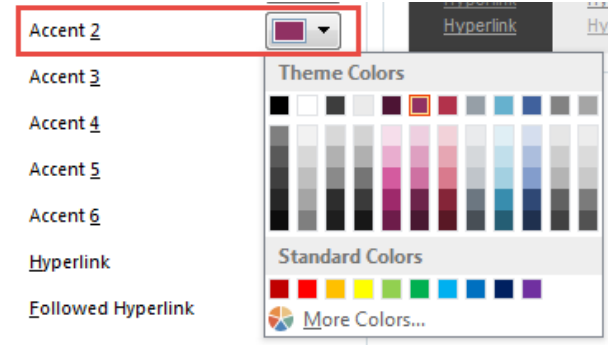 Hyperlink
Accent 2
Hyperlink
Accent 3
Theme Colors
Accent 4
Accent 5
Accent 6
Standard Colors
Hyperlink
Followed Hyperlink
More Colors...